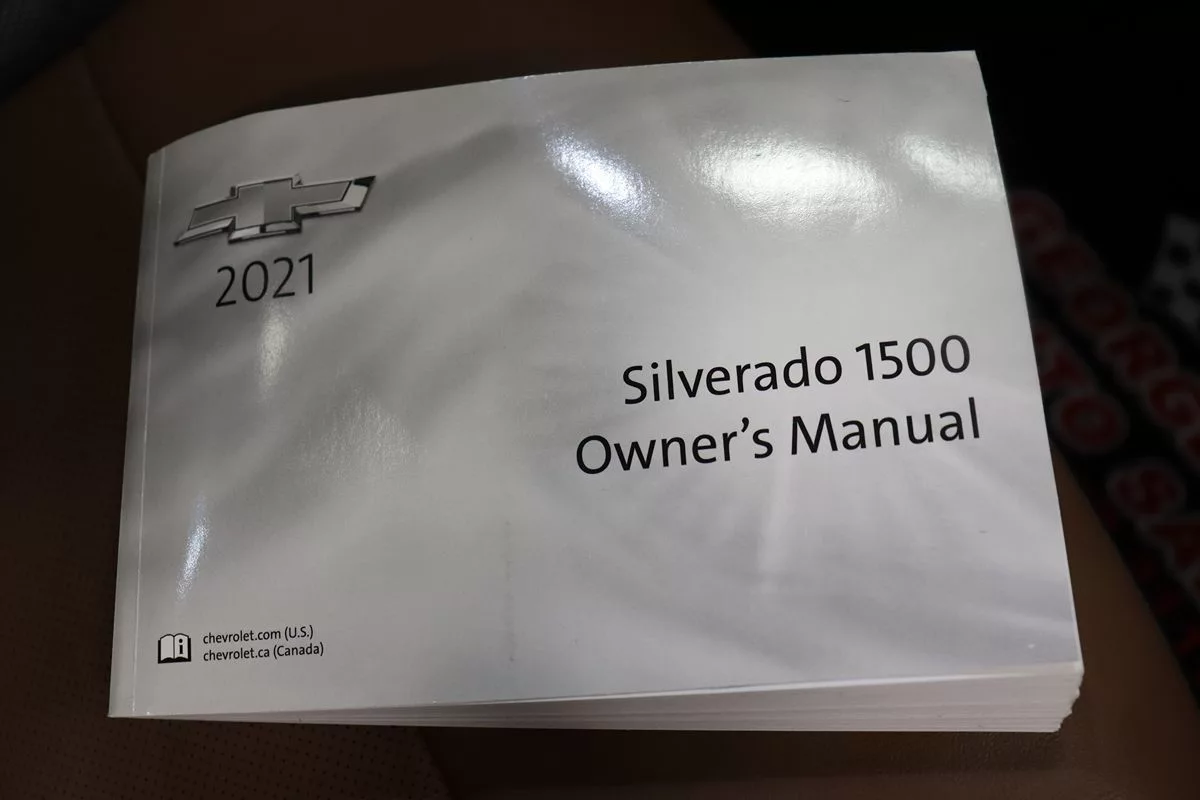 2021
Silverado 1500
Owner's Manual
chevrolet.com (U.S.)
chevrolet.ca (Canada)